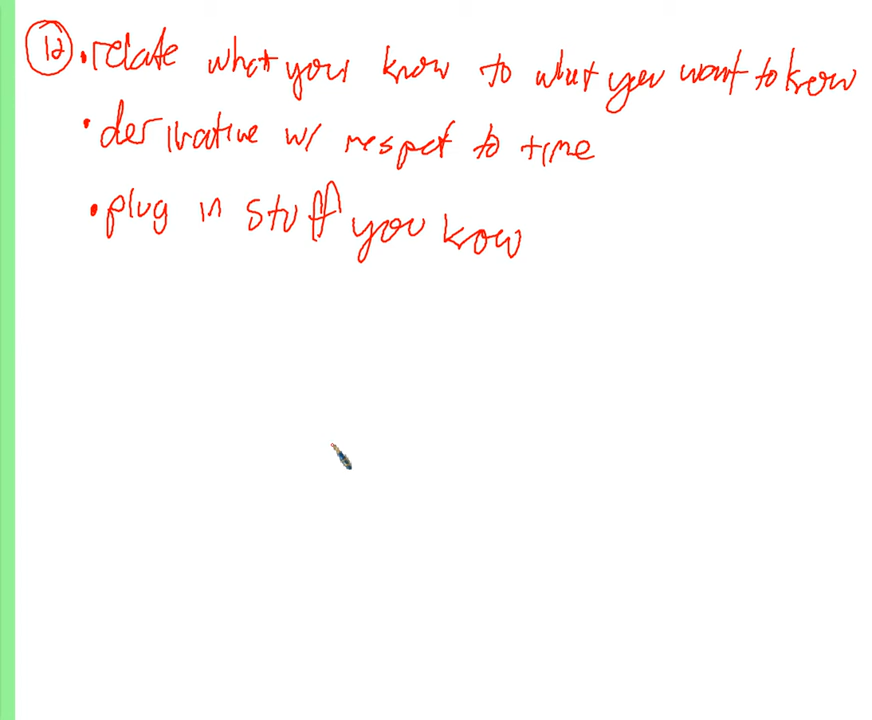 12 • relate what you know to what you want to know
• derivative w/ respect to time
• plug in stuff you know